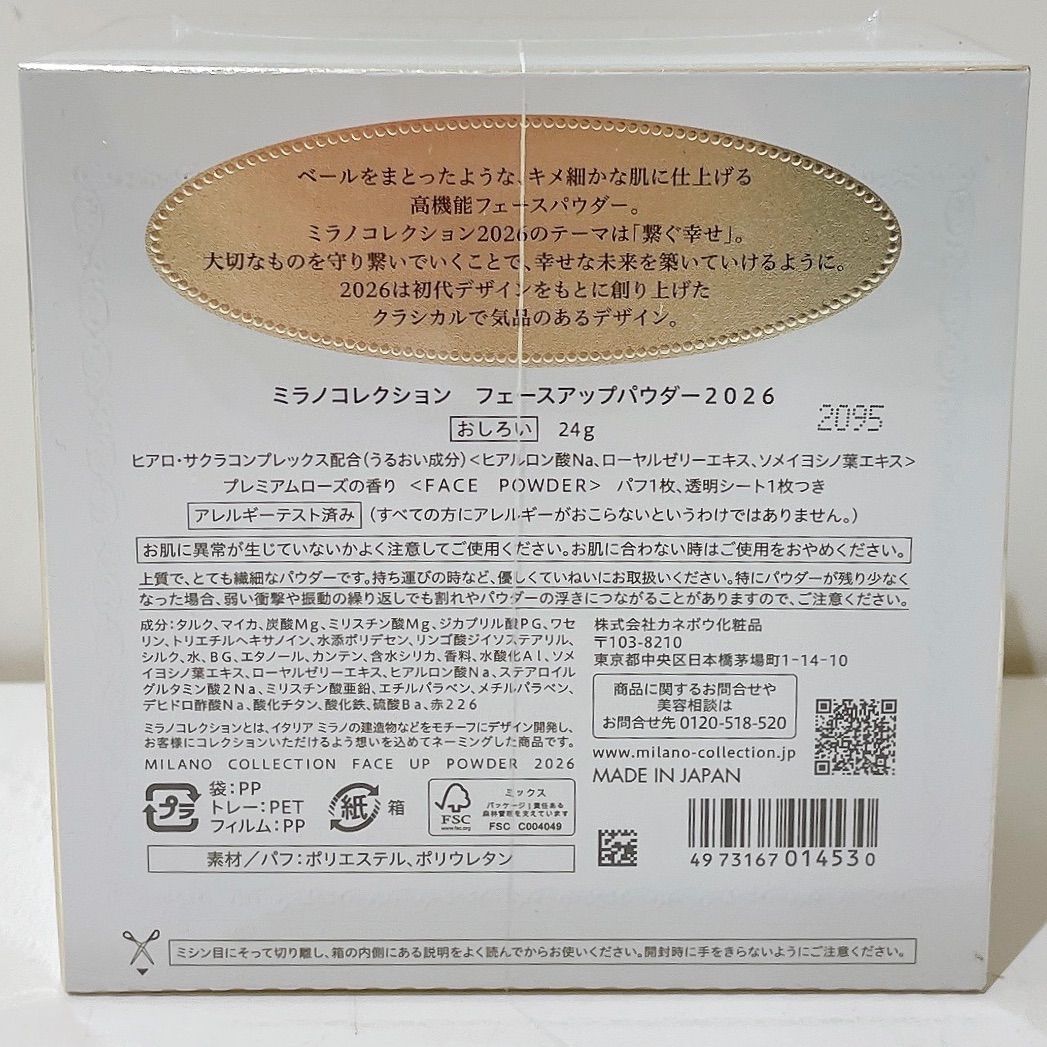 ベールをまとったような、キメ細かな肌に仕上げる
高機能フェースパウダー。
ミラノコレクション2026のテーマは「繋ぐ幸せ」。
大切なものを守り繋いでいくことで、幸せな未来を築いていけるように。
2026は初代デザインをもとに創り上げた
クラシカルで気品のあるデザイン。
ミラノコレクション フェースアップパウダー2026
2095
おしろい 24g
ヒアロ・サクラコンプレックス配合(うるおい成分)<ヒアルロン酸Na、ローヤルゼリーエキス、ソメイヨシノ葉エキス>
プレミアムローズの香り <FACE POWDER> パフ1枚、透明シート1枚つき
アレルギーテスト済み (すべての方にアレルギーがおこらないというわけではありません。)
お肌に異常が生じていないかよく注意してご使用ください。お肌に合わない時はご使用をおやめください。
上質で、とても繊細なパウダーです。持ち運びの時など、優しくていねいにお取扱いください。特にパウダーが残り少なく
なった場合、弱い衝撃や振動の繰り返しでも割れやパウダーの浮きにつながることがありますので、ご注意ください。
成分:タルク、マイカ、炭酸Mg、ミリスチン酸Mg、ジカプリル酸PG、ワセ
リン、トリエチルヘキサノイン、水添ポリデセン、リンゴ酸ジイソステアリル、
シルク、水、BG、エタノール、カンテン、含水シリカ、香料、水酸化Al、ソメ
イヨシノ葉エキス、ローヤルゼリーエキス、ヒアルロン酸Na、ステアロイル
グルタミン酸2Na、ミリスチン酸亜鉛、エチルパラベン、メチルパラベン、
デヒドロ酢酸Na、酸化チタン、酸化鉄、硫酸Ba、赤226
ミラノコレクションとは、イタリア ミラノの建造物などをモチーフにデザイン開発し、
お客様にコレクションいただけるよう想いを込めてネーミングした商品です。
MILANO COLLECTION FACE UP POWDER 2026
株式会社カネボウ化粧品
〒103-8210
東京都中央区日本橋茅場町1-14-10
商品に関するお問合せや
美容相談は
お問合せ先 0120-518-520
www.milano-collection.jp
MADE IN JAPAN
プラ
袋:PP
トレー:PET
フィルム:PP
紙 箱
FSC
www.fsc.org
ミックス
パッケージ|責任ある
森林管理を支えています
FSC C004049
4973167014530
素材/パフ:ポリエステル、ポリウレタン
ミシン目にそって切り離し、箱の内側にある説明をよく読んでからお使いください。開封時に手をきらないようにご注意ください。